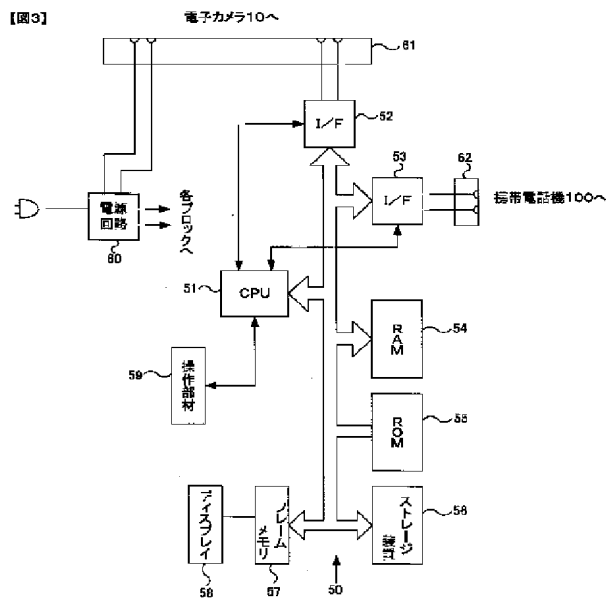 【図3】
電子カメラ10へ
61
I/F
52
53
I/F
62
携帯電話機100へ
電源
回路
60
各ブロックへ
51
CPU
RAM
54
59
操作部材
ROM
55
ディスプレイ
58
フレーム
メモリ
57
50
ストレージ
装置
56